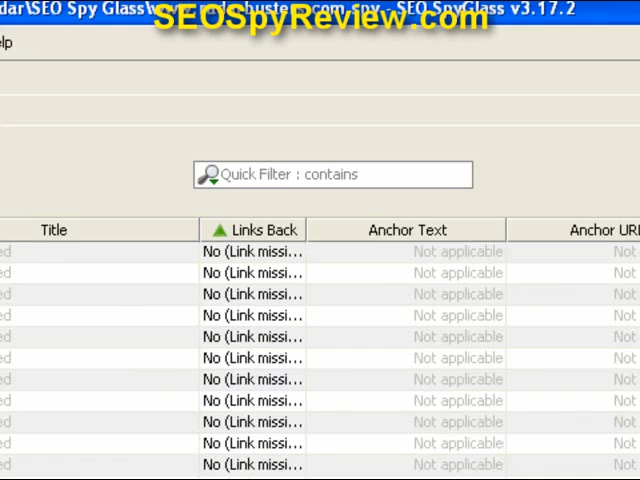 dar\SEO Spy Glass\ - SEO SpyGlass v3.17.2
SEOSpyReview.com
elp
Quick Filter : contains
Title Links Back Anchor Text Anchor URL
ed No (Link missi... Not applicable Not
ed No (Link missi... Not applicable Not
ed No (Link missi... Not applicable Not
ed No (Link missi... Not applicable Not
ed No (Link missi... Not applicable Not
ed No (Link missi... Not applicable Not
ed No (Link missi... Not applicable Not
ed No (Link missi... Not applicable Not
ed No (Link missi... Not applicable Not
ed No (Link missi... Not applicable Not
ed No (Link missi... Not applicable Not